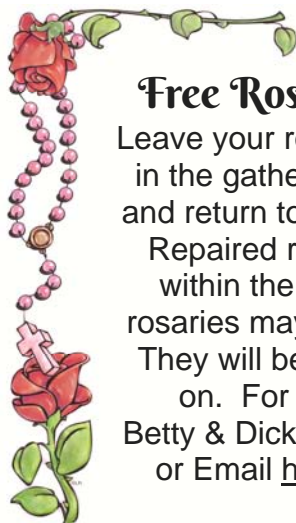 Free Ros
Leave your r
in the gathe
and return to
Repaired r
within the
rosaries may
They will be
on. For
Betty & Dick
or Email h